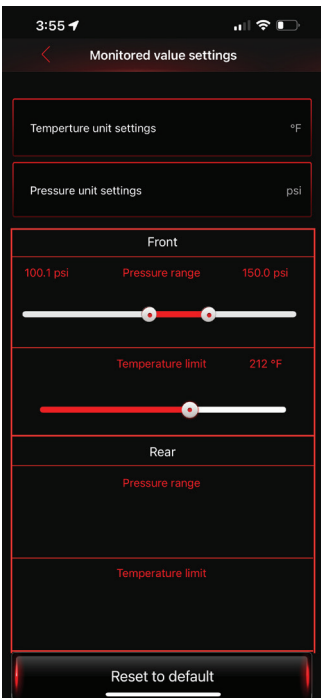 3:55
Monitored value settings
Temperture unit settings °F
Pressure unit settings psi
Front
100.1 psi Pressure range 150.0 psi
Temperature limit 212 °F
Rear
Pressure range
Temperature limit
Reset to default